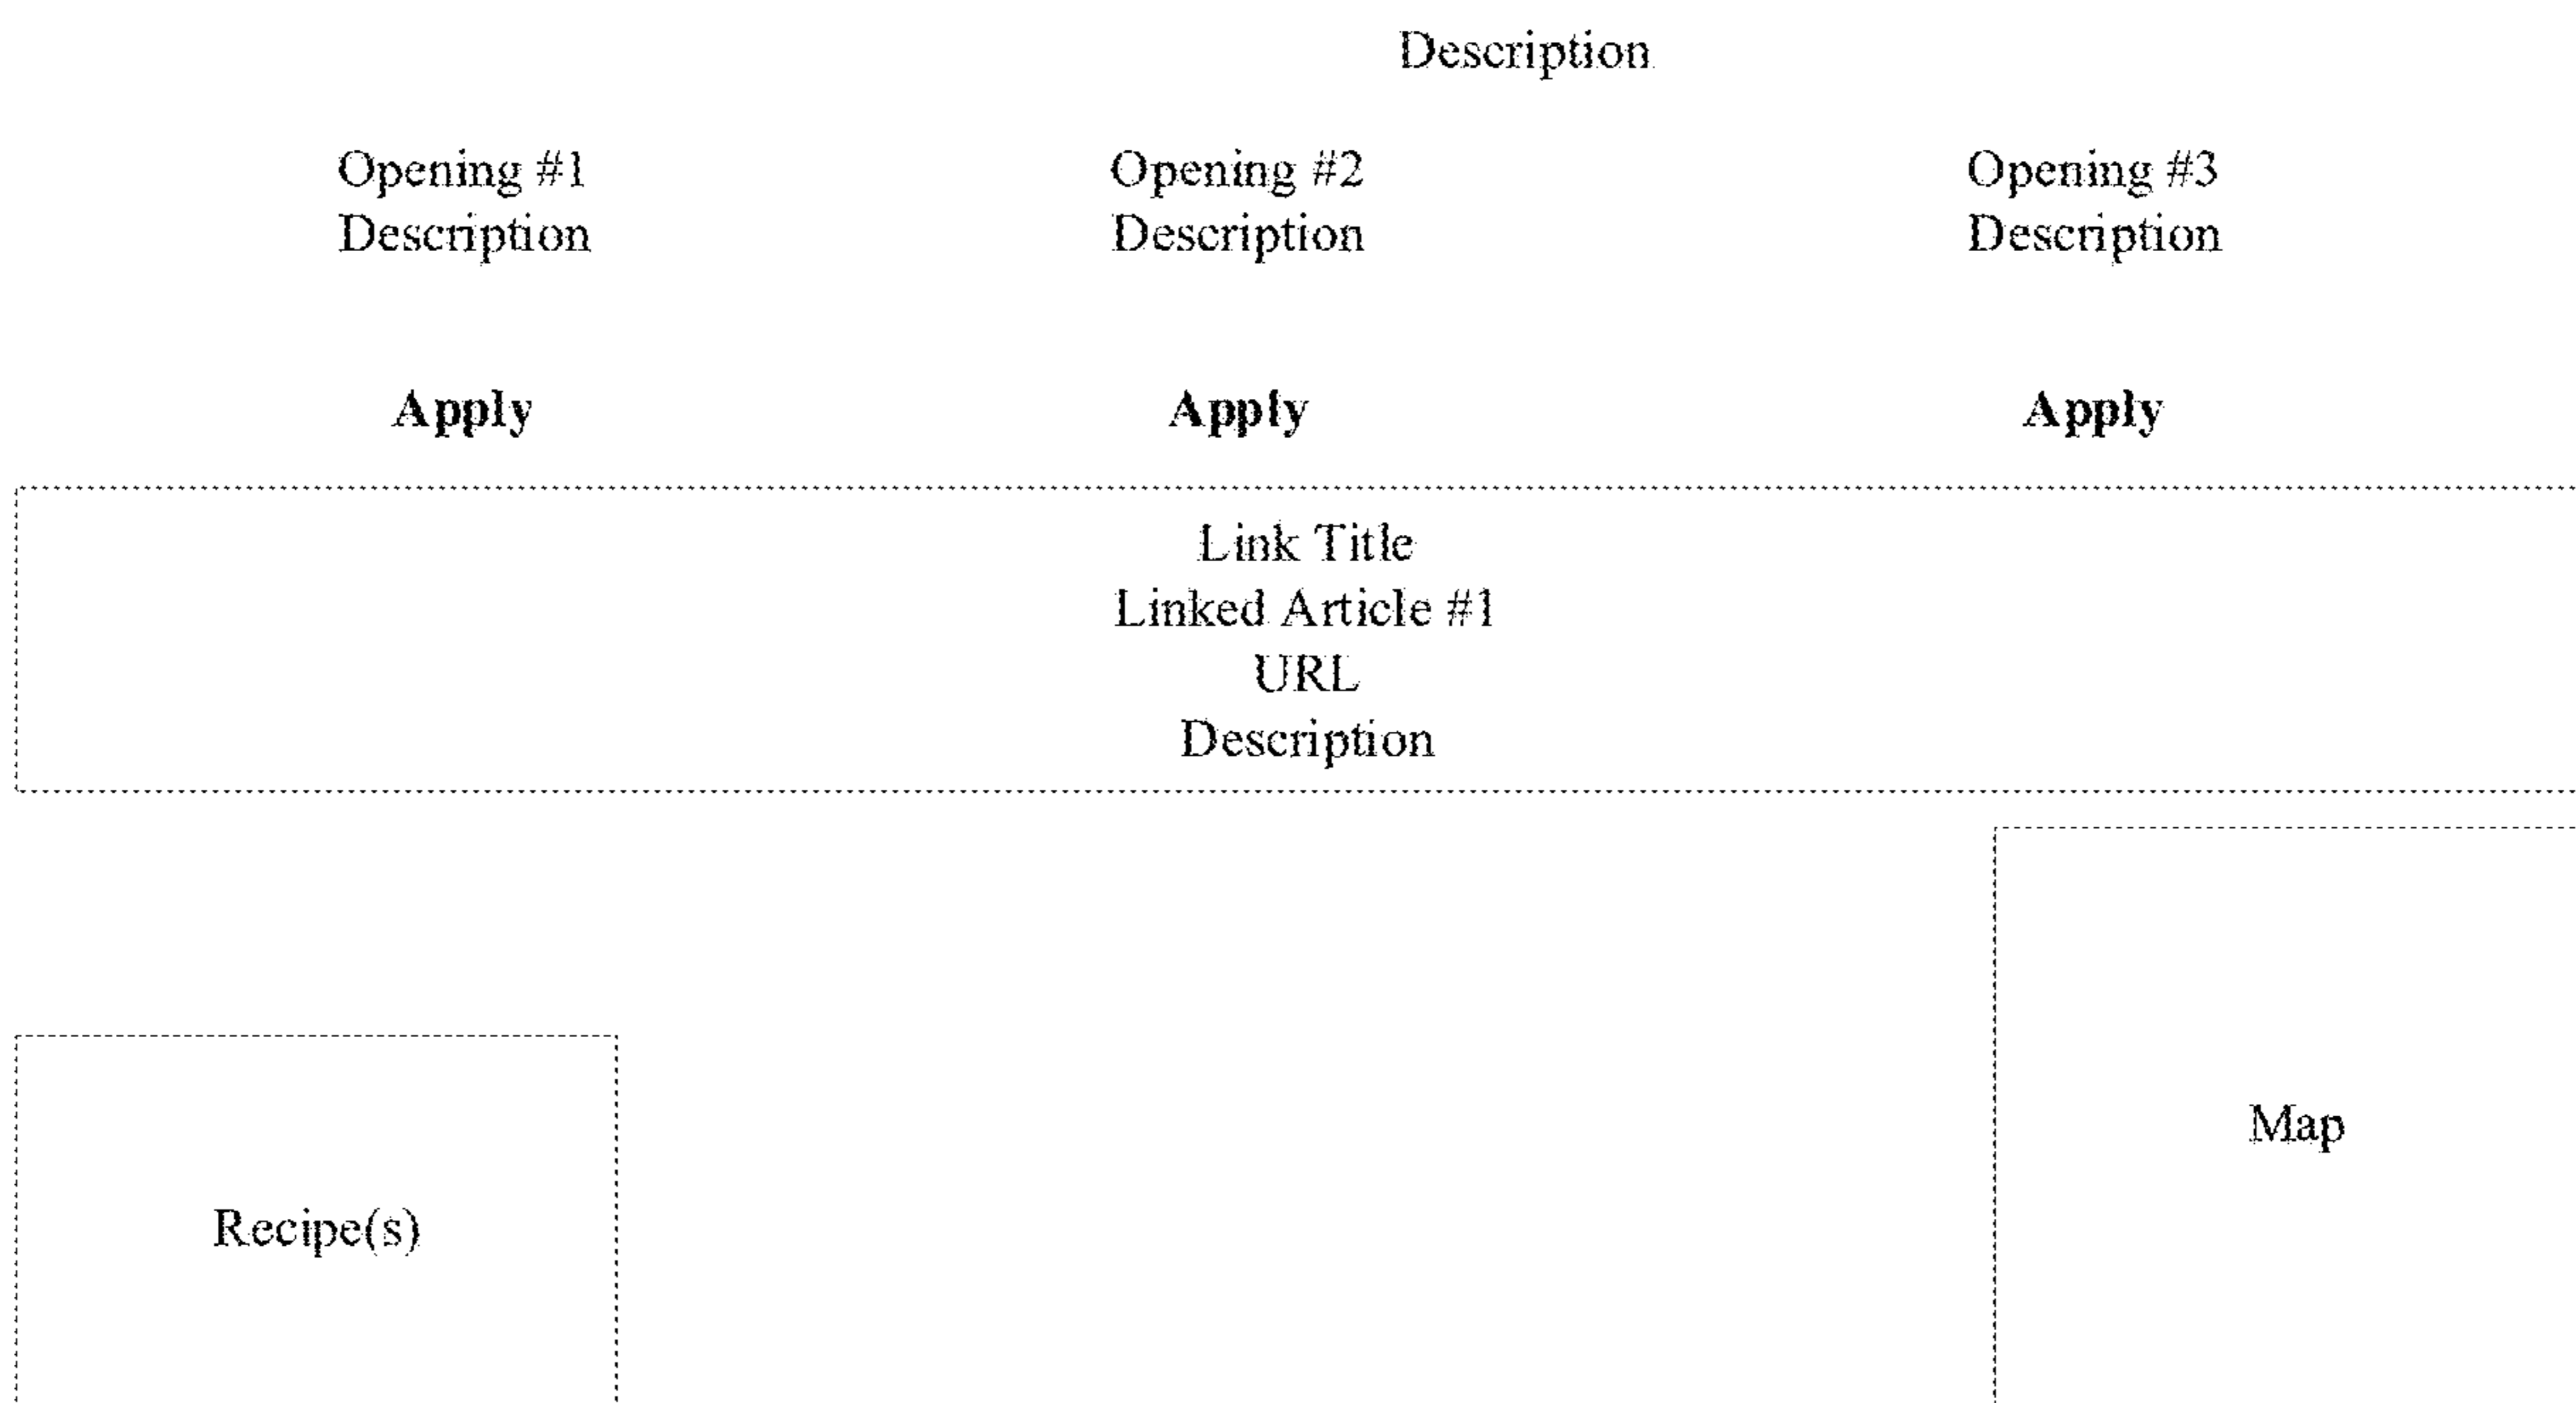 Description
Opening #1 Opening #2 Opening #3
Description Description Description
Apply Apply Apply
Link Title
Linked Article #1
URL
Description
Map
Recipe(s)